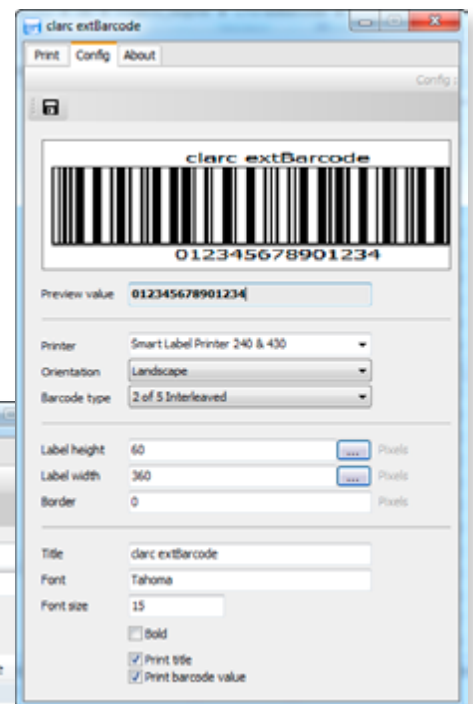 clarc extBarcode
Print Config About
Config :
clarc extBarcode
012345678901234
Preview value 012345678901234
Printer Smart Label Printer 240 & 430
Orientation Landscape
Barcode type 2 of 5 Interleaved
Label height 60 ... Pixels
Label width 360 ... Pixels
Border 0 Pixels
Title clarc extBarcode
Font Tahoma
Font size 15
Bold
Print title
Print barcode value